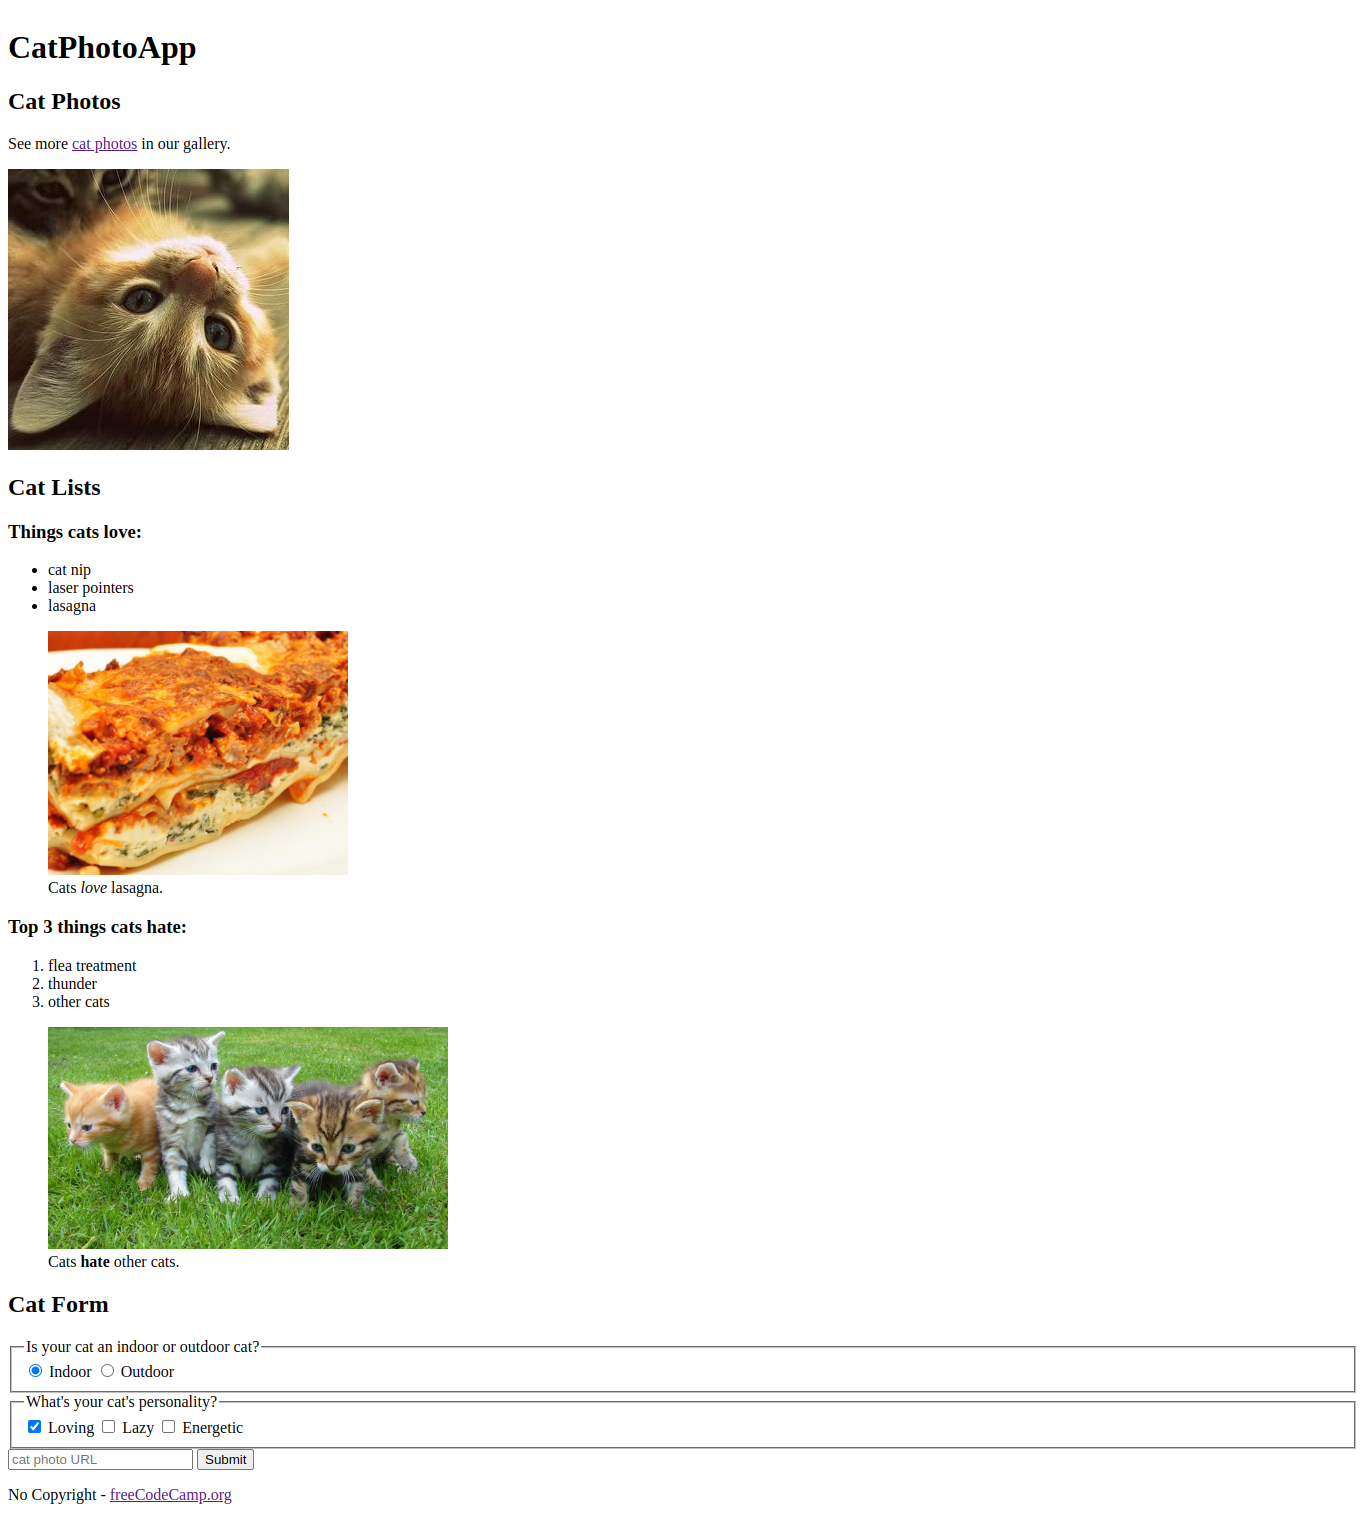 CatPhotoApp
Cat Photos
See more cat photos in our gallery.
Cat Lists
Things cats love:
cat nip
laser pointers
lasagna
Cats love lasagna.
Top 3 things cats hate:
1. flea treatment
2. thunder
3. other cats
Cats hate other cats.
Cat Form
Is your cat an indoor or outdoor cat?
Indoor Outdoor
What's your cat's personality?
Loving Lazy Energetic
cat photo URL Submit
No Copyright - freeCodeCamp.org